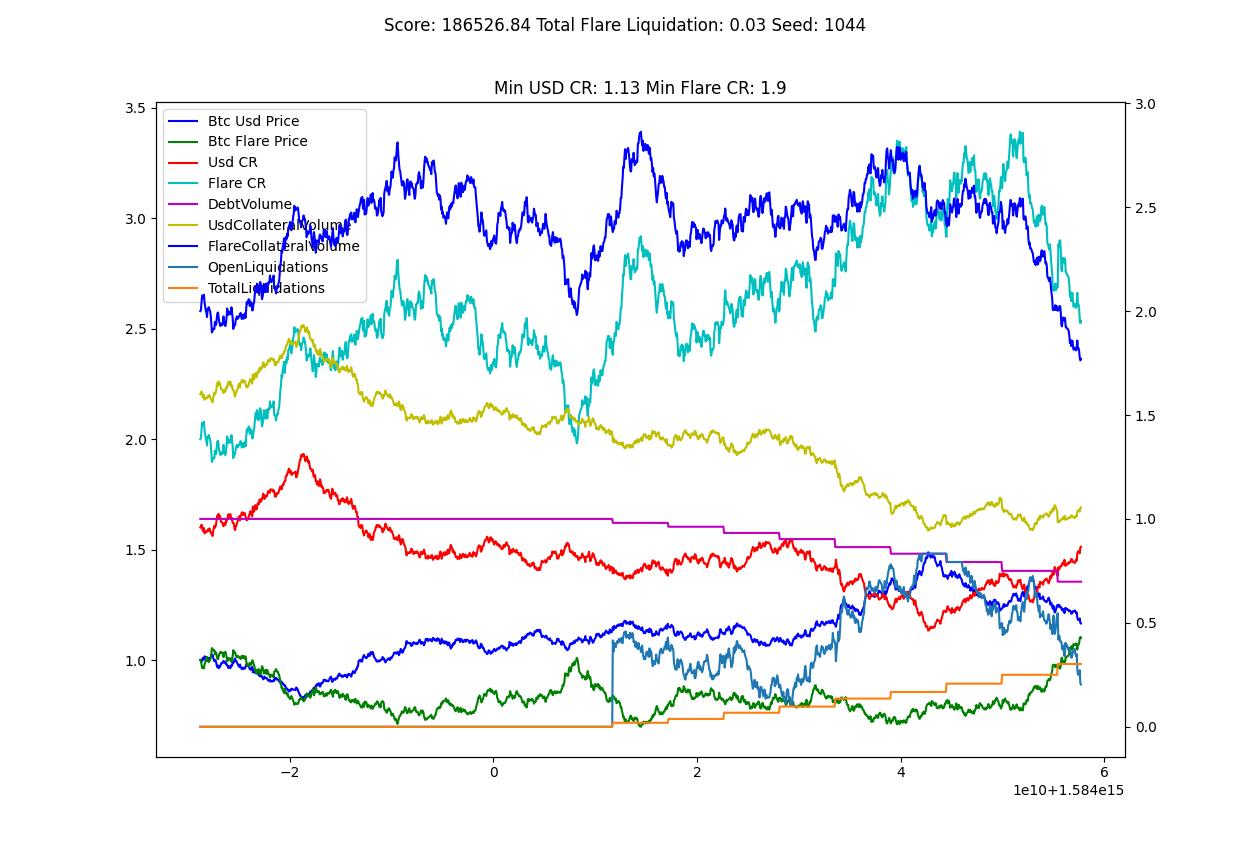 Score: 186526.84 Total Flare Liquidation: 0.03 Seed: 1044
Min USD CR: 1.13 Min Flare CR: 1.9
3.5
3.0
2.5
2.0
1.5
1.0
Btc Usd Price
Btc Flare Price
Usd CR
Flare CR
DebtVolume
UsdCollateralVolume
FlareCollateralVolume
OpenLiquidations
TotalLiquidations
3.0
2.5
2.0
1.5
1.0
0.5
0.0
−2 0 2 4 6
1e10+1.584e15